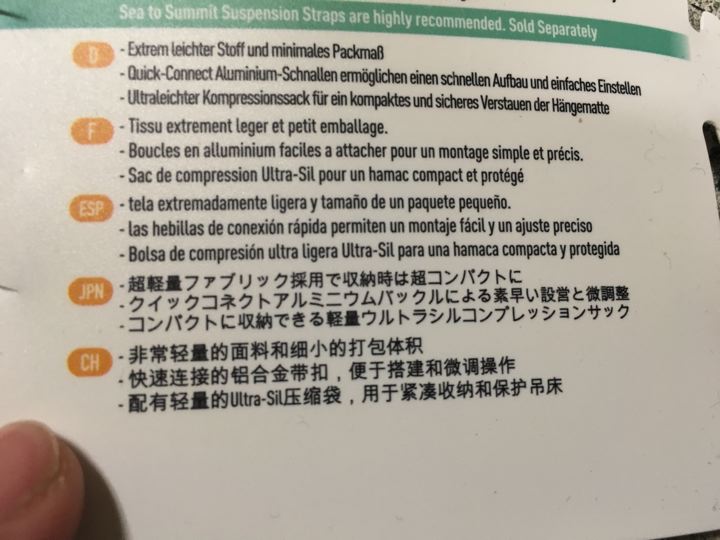 Sea to Summit Suspension Straps are highly recommended. Sold Separately
D - Extrem leichter Stoff und minimales Packmaß
- Quick-Connect Aluminium-Schnallen ermöglichen einen schnellen Aufbau und einfaches Einstellen
- Ultraleichter Kompressionssack für ein kompaktes und sicheres Verstauen der Hängematte
F - Tissu extrement leger et petit emballage.
- Boucles en alluminium faciles a attacher pour un montage simple et précis.
- Sac de compression Ultra-Sil pour un hamac compact et protégé
ESP - tela extremadamente ligera y tamaño de un paquete pequeño.
- las hebillas de conexión rápida permiten un montaje fácil y un ajuste preciso
- Bolsa de compresión ultra ligera Ultra-Sil para una hamaca compacta y protegida
JPN - 超軽量ファブリック採用で収納時は超コンパクトに
- クイックコネクトアルミニウムバックルによる素早い設営と微調整
- コンパクトに収納できる軽量ウルトラシルコンプレッションサック
CH - 非常轻量的面料和细小的打包体积
- 快速连接的铝合金带扣，便于搭建和微调操作
- 配有轻量的Ultra-Sil压缩袋，用于紧凑收纳和保护吊床